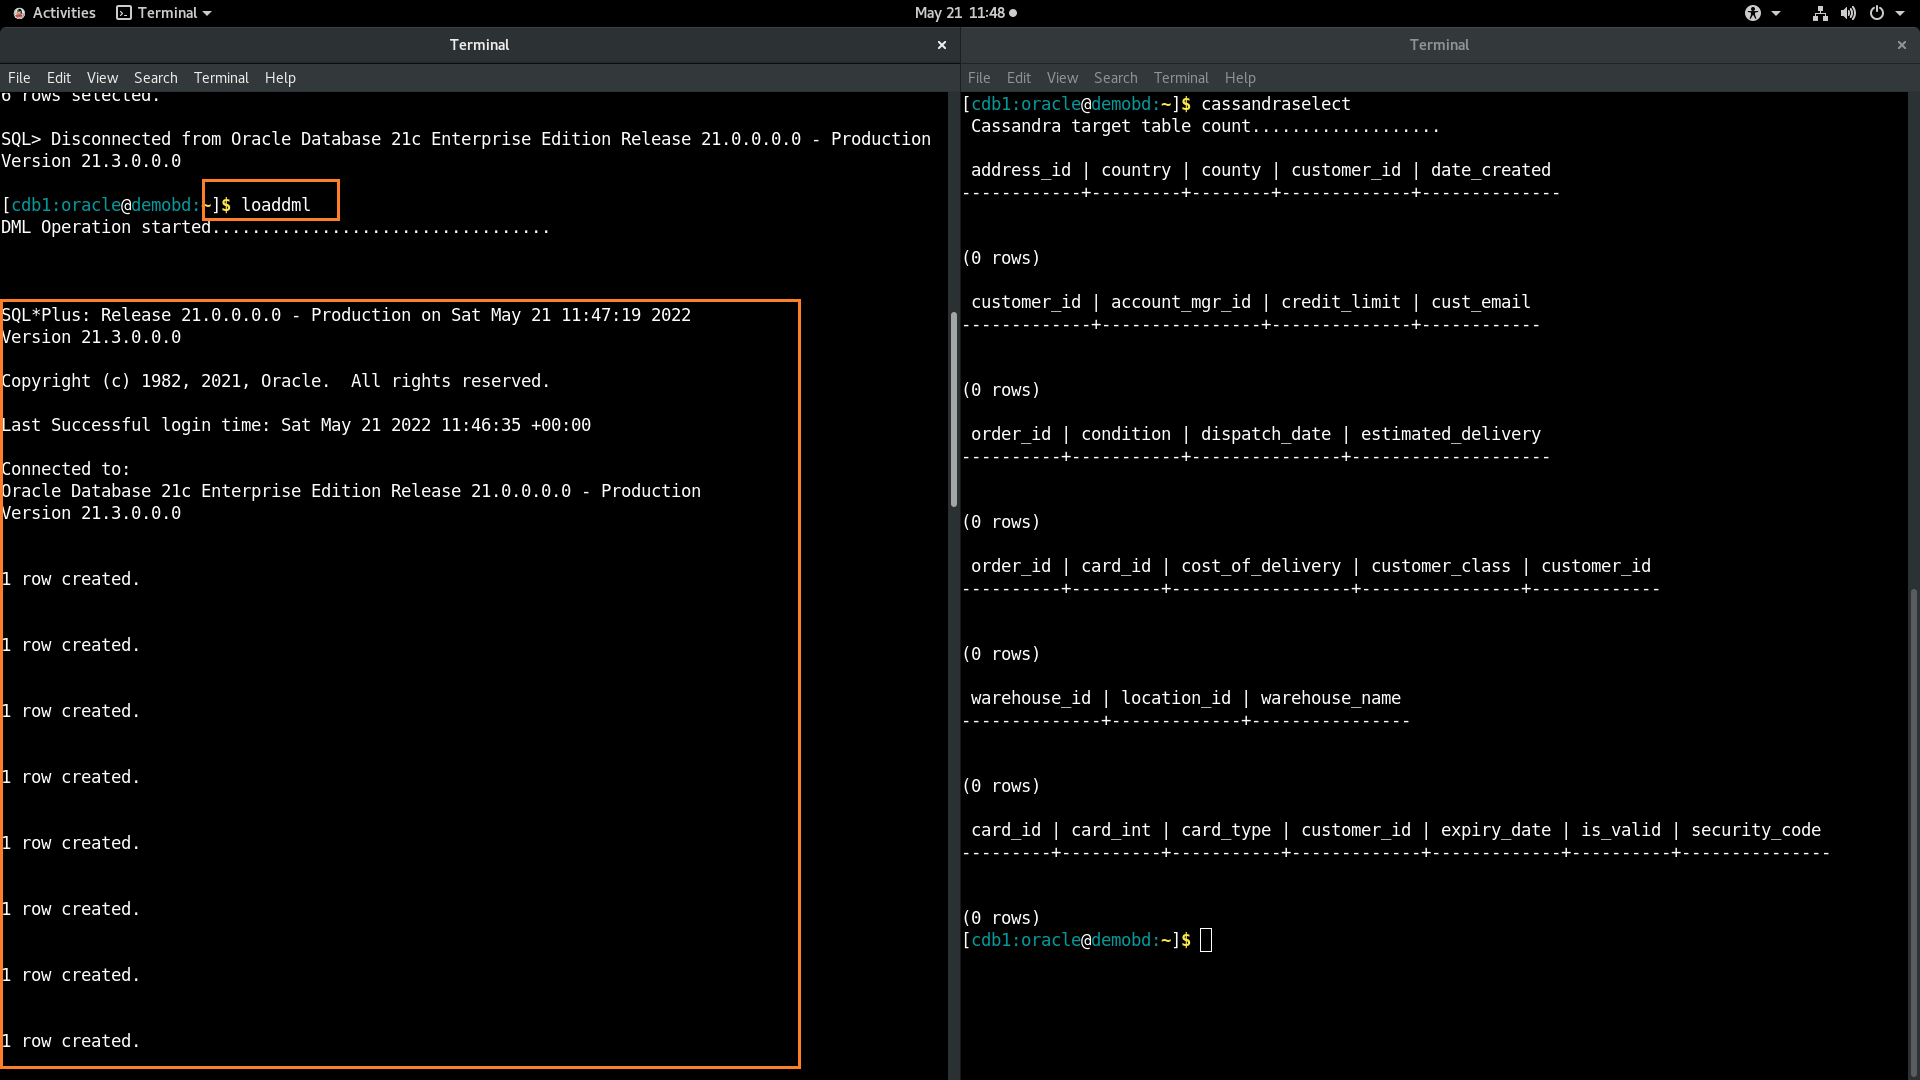 Activities Terminal May 21 11:48
Terminal
File Edit View Search Terminal Help
6 rows selected.
SQL> Disconnected from Oracle Database 21c Enterprise Edition Release 21.0.0.0.0 - Production
Version 21.3.0.0.0
[cdb1:oracle@demobd:~]$ loaddml
DML Operation started..................................
SQL*Plus: Release 21.0.0.0.0 - Production on Sat May 21 11:47:19 2022
Version 21.3.0.0.0
Copyright (c) 1982, 2021, Oracle.  All rights reserved.
Last Successful login time: Sat May 21 2022 11:46:35 +00:00
Connected to:
Oracle Database 21c Enterprise Edition Release 21.0.0.0.0 - Production
Version 21.3.0.0.0
1 row created.
1 row created.
1 row created.
1 row created.
1 row created.
1 row created.
1 row created.
1 row created.
Terminal
File Edit View Search Terminal Help
[cdb1:oracle@demobd:~]$ cassandraselect
Cassandra target table count...................
address_id | country | county | customer_id | date_created
------------+---------+--------+-------------+--------------
(0 rows)
customer_id | account_mgr_id | credit_limit | cust_email
-------------+----------------+--------------+------------
(0 rows)
order_id | condition | dispatch_date | estimated_delivery
----------+-----------+---------------+--------------------
(0 rows)
order_id | card_id | cost_of_delivery | customer_class | customer_id
----------+---------+------------------+----------------+-------------
(0 rows)
warehouse_id | location_id | warehouse_name
--------------+-------------+----------------
(0 rows)
card_id | card_int | card_type | customer_id | expiry_date | is_valid | security_code
---------+----------+-----------+-------------+-------------+----------+---------------
(0 rows)
[cdb1:oracle@demobd:~]$